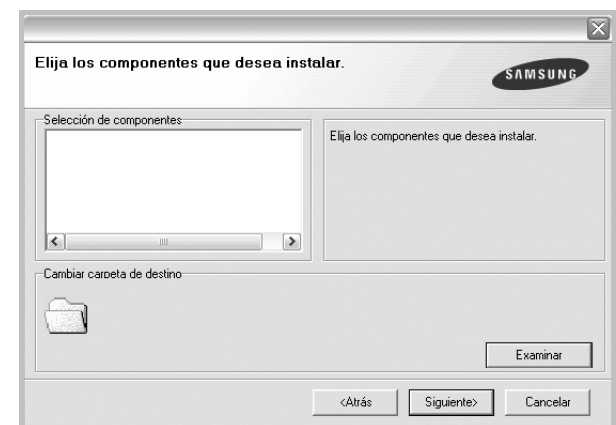 Elija los componentes que desea instalar.
SAMSUNG
Selección de componentes
Elija los componentes que desea instalar.
Cambiar carpeta de destino
Examinar
<Atrás
Siguiente>
Cancelar